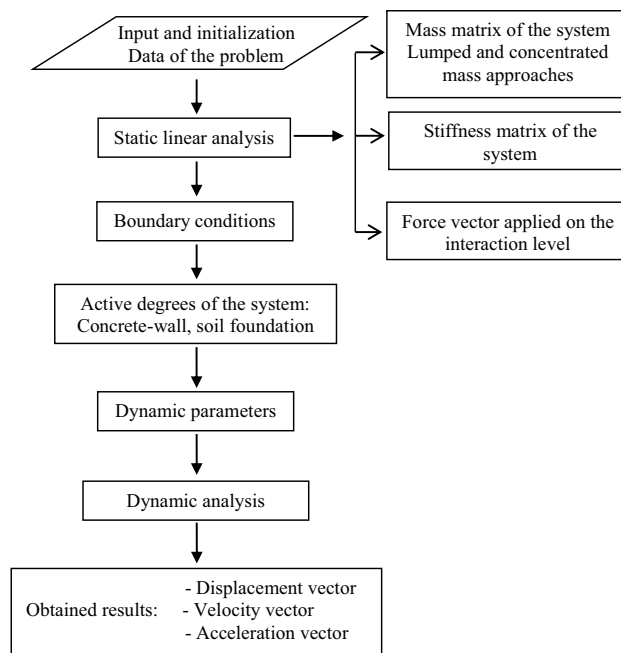 Input and initialization
Data of the problem
Static linear analysis
Mass matrix of the system
Lumped and concentrated
mass approaches
Stiffness matrix of the
system
Force vector applied on the
interaction level
Boundary conditions
Active degrees of the system:
Concrete-wall, soil foundation
Dynamic parameters
Dynamic analysis
- Displacement vector
Obtained results: - Velocity vector
- Acceleration vector